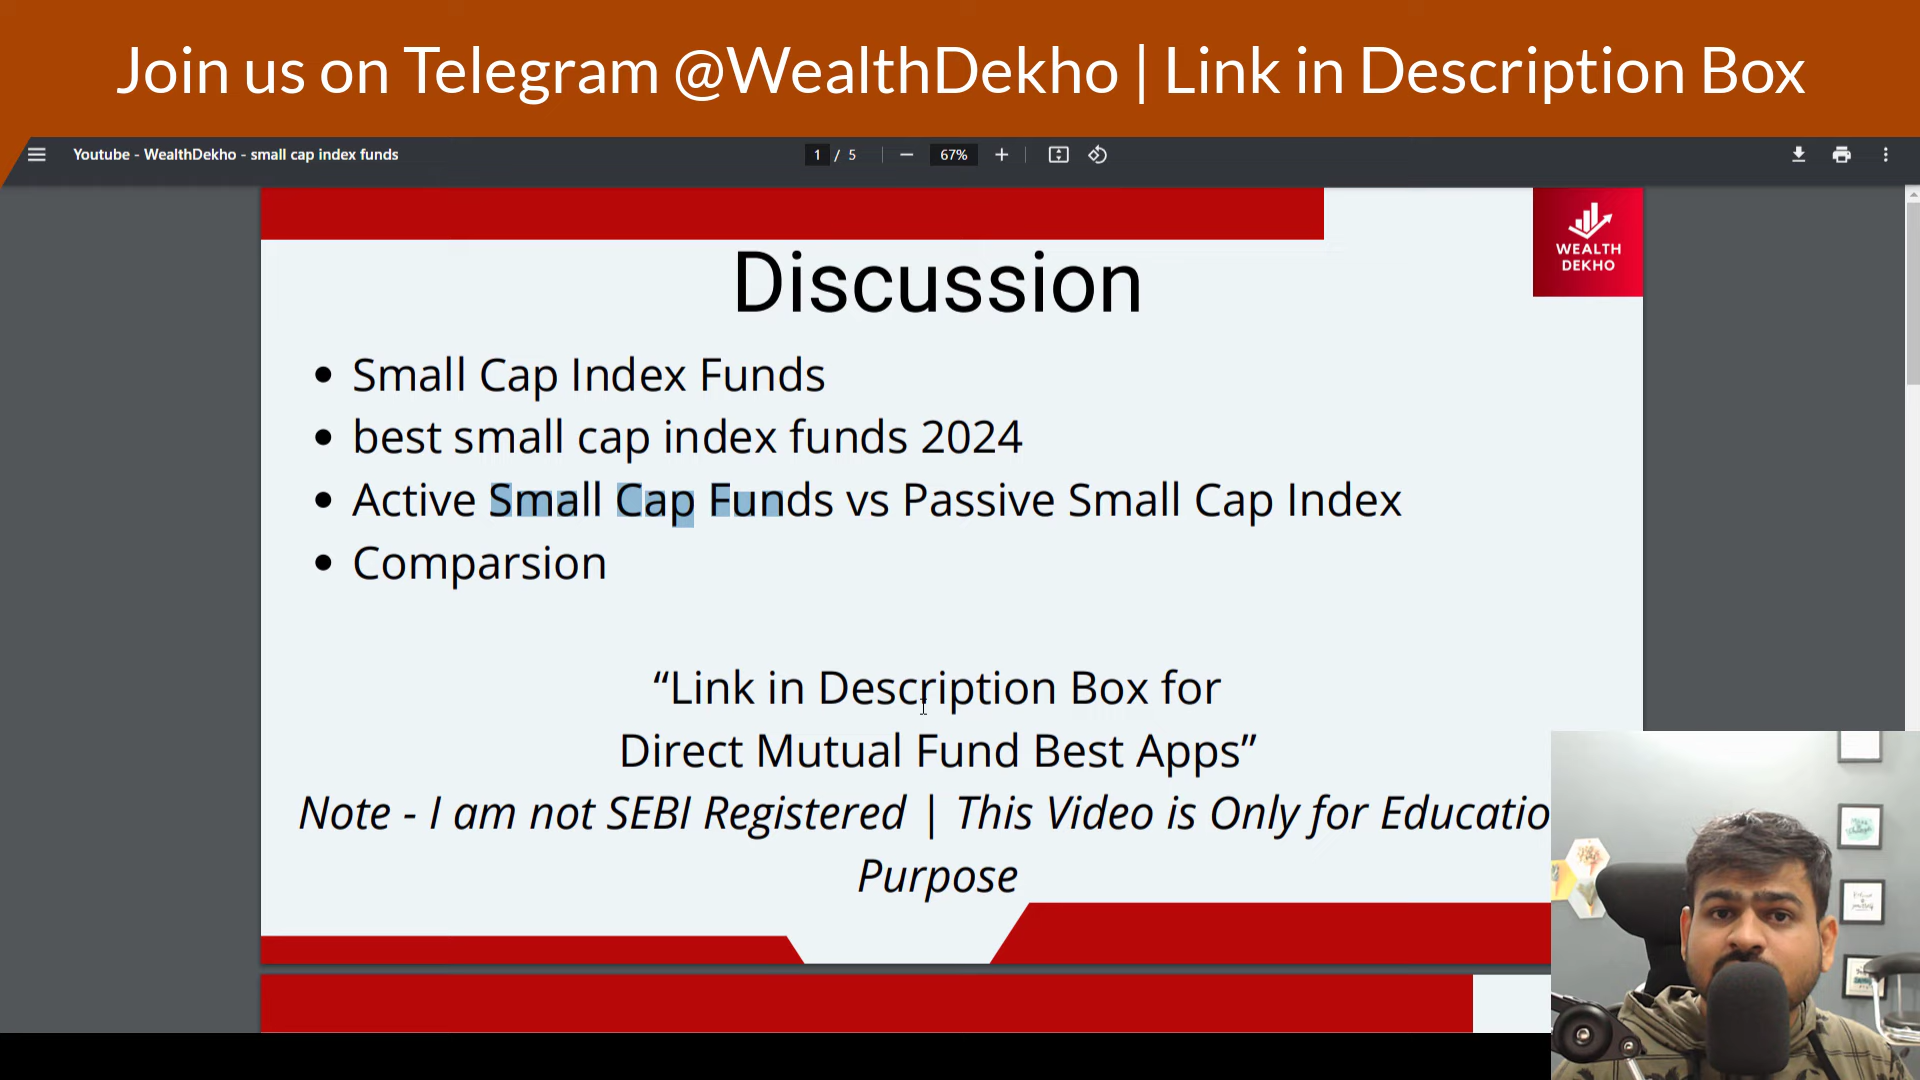 Join us on Telegram @WealthDekho | Link in Description Box
Youtube - WealthDekho - small cap index funds
1 / 5
67%
WEALTH
DEKHO
Discussion
• Small Cap Index Funds
• best small cap index funds 2024
• Active Small Cap Funds vs Passive Small Cap Index
• Comparsion
“Link in Description Box for
Direct Mutual Fund Best Apps”
Note - I am not SEBI Registered | This Video is Only for Educatio
Purpose